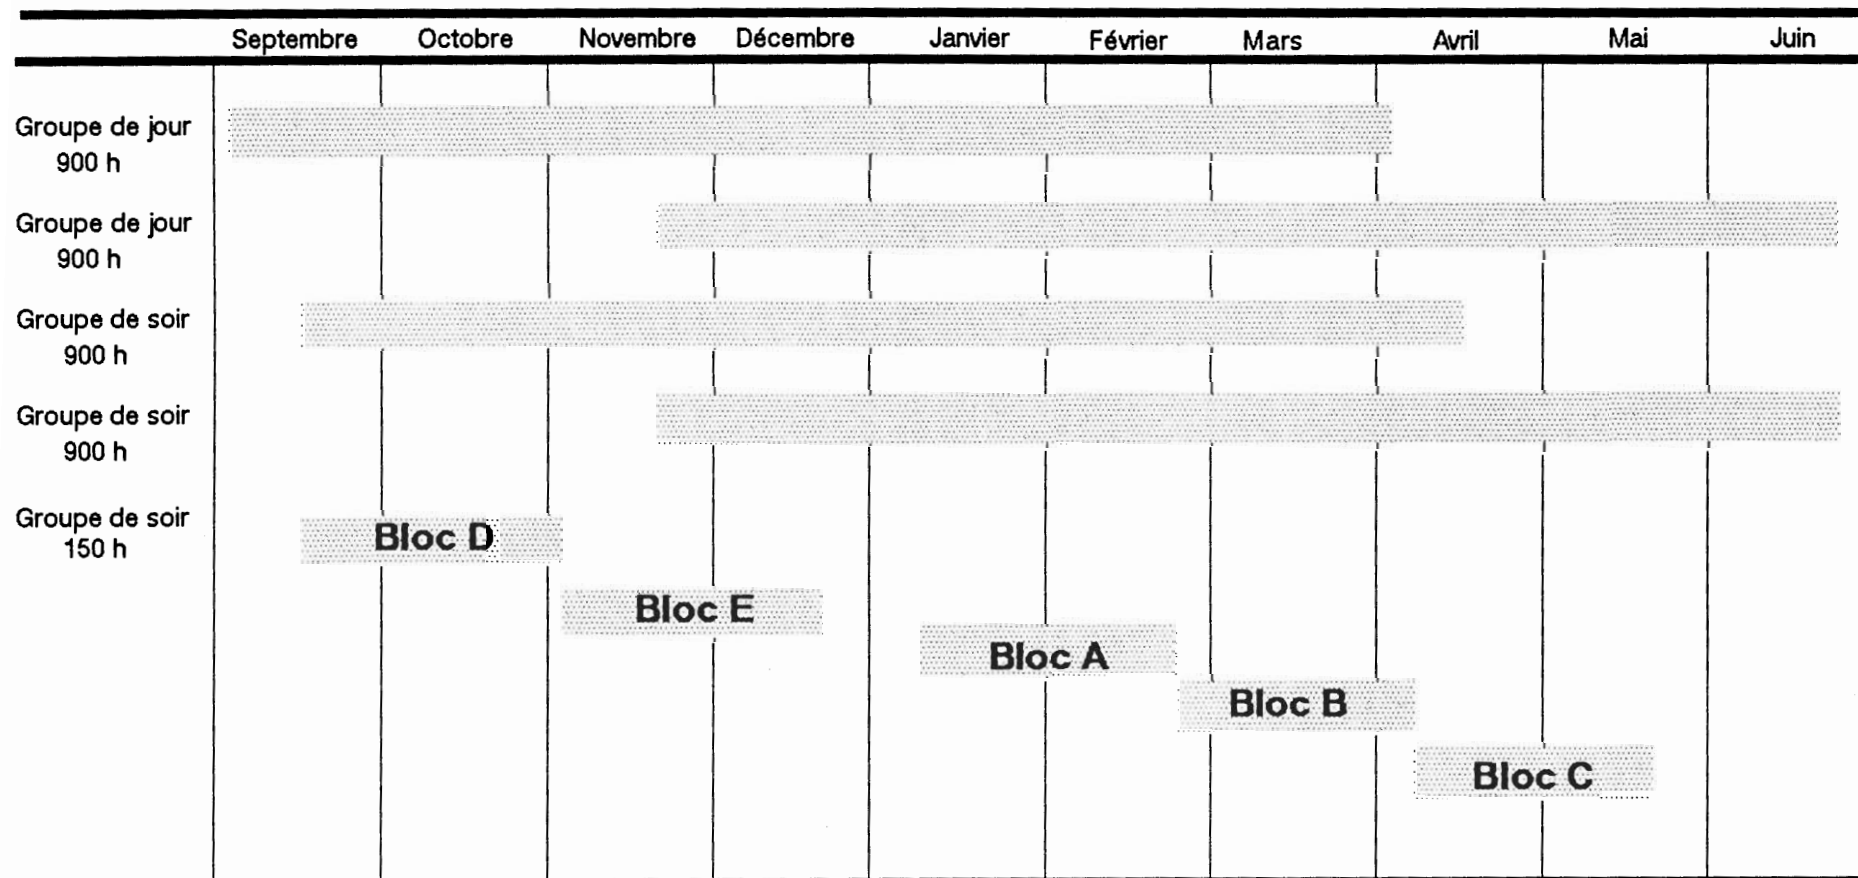 Septembre Octobre Novembre Décembre Janvier Février Mars Avril Mai Juin
Groupe de jour
900 h
Groupe de jour
900 h
Groupe de soir
900 h
Groupe de soir
900 h
Groupe de soir
150 h
Bloc D
Bloc E
Bloc A
Bloc B
Bloc C